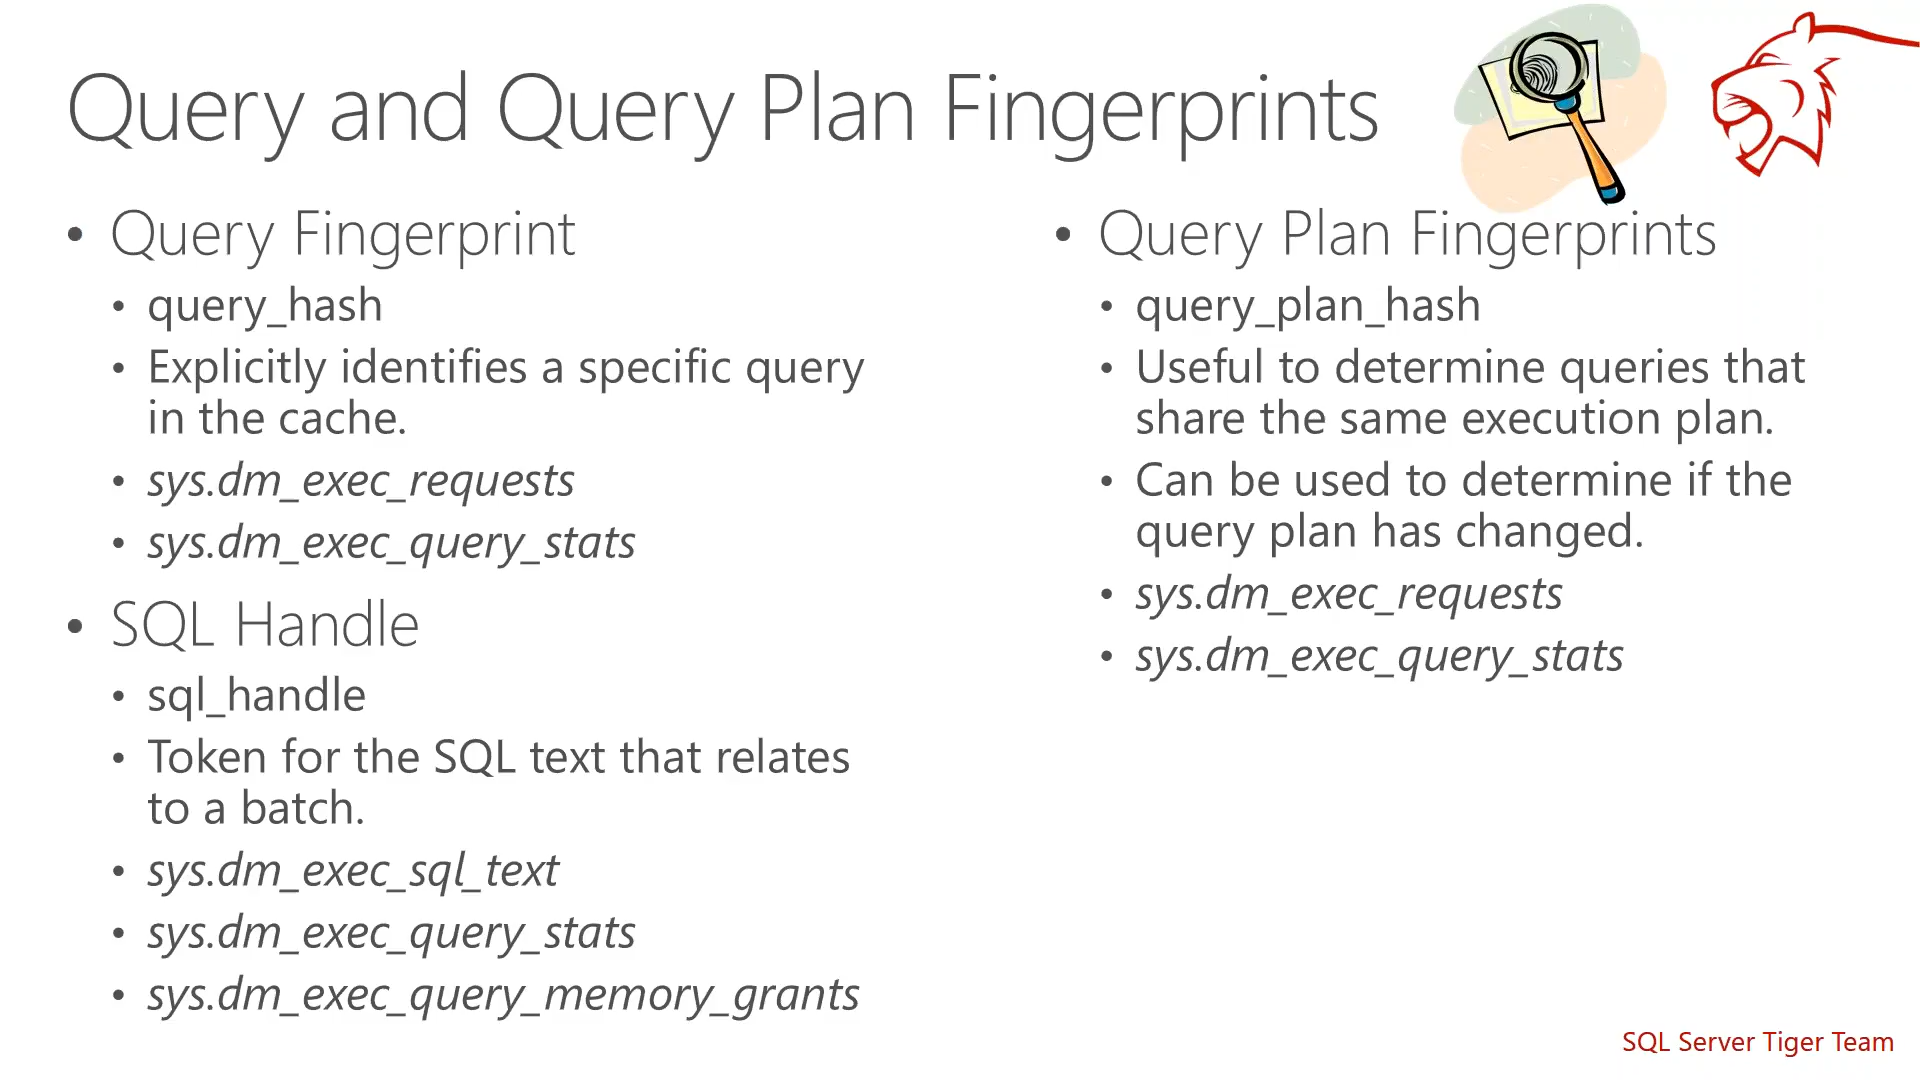 Query and Query Plan Fingerprints
• Query Fingerprint
• query_hash
• Explicitly identifies a specific query
in the cache.
• sys.dm_exec_requests
• sys.dm_exec_query_stats
• SQL Handle
• sql_handle
• Token for the SQL text that relates
to a batch.
• sys.dm_exec_sql_text
• sys.dm_exec_query_stats
• sys.dm_exec_query_memory_grants
• Query Plan Fingerprints
• query_plan_hash
• Useful to determine queries that
share the same execution plan.
• Can be used to determine if the
query plan has changed.
• sys.dm_exec_requests
• sys.dm_exec_query_stats
SQL Server Tiger Team